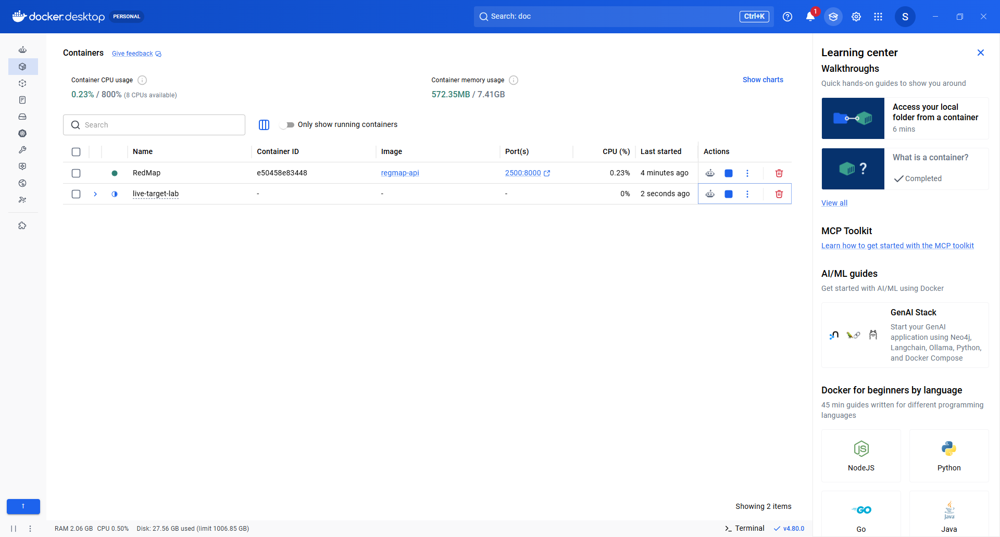 docker.desktop PERSONAL
Search: doc Ctrl+K
1
S
Containers Give feedback
Container CPU usage
0.23% / 800% (8 CPUs available)
Container memory usage
572.35MB / 7.41GB
Show charts
Search
Only show running containers
Name Container ID Image Port(s) CPU (%) Last started Actions
RedMap e50458e83448 regmap-api 2500:8000 0.23% 4 minutes ago
live-target-lab - - - 0% 2 seconds ago
Showing 2 items
Learning center
Walkthroughs
Quick hands-on guides to show you around
Access your local
folder from a container
6 mins
?
What is a container?
Completed
View all
MCP Toolkit
Learn how to get started with the MCP toolkit
AI/ML guides
Get started with AI/ML using Docker
GenAI Stack
Start your GenAI
application using Neo4j,
Langchain, Ollama, Python,
and Docker Compose
Docker for beginners by language
45 min guides written for different programming
languages
JS
NodeJS
Python
GO
Go
Java
Java
RAM 2.06 GB CPU 0.50% Disk: 27.56 GB used (limit 1006.85 GB)
Terminal
v4.80.0